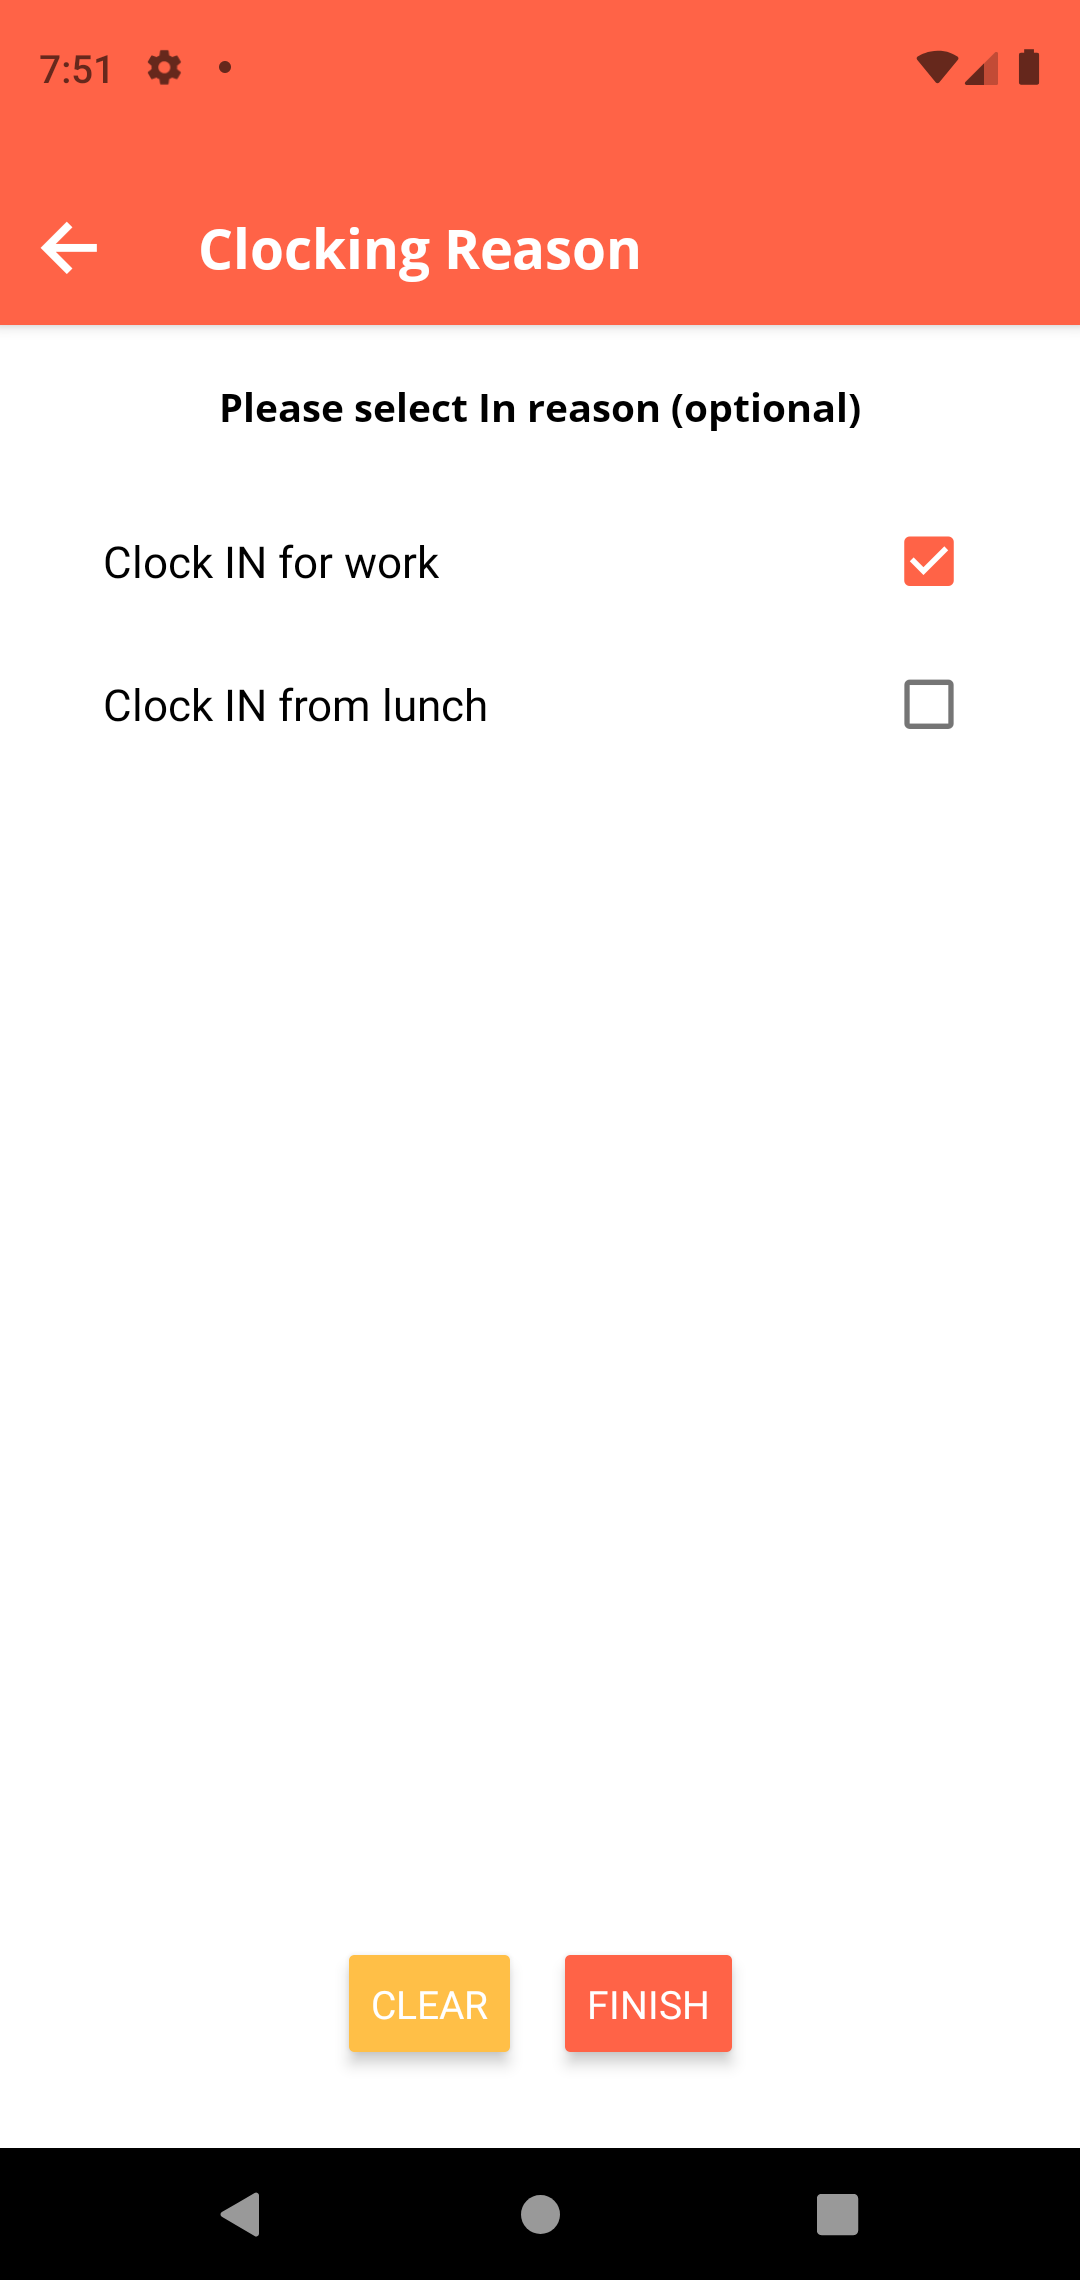 7:51
Clocking Reason
Please select In reason (optional)
Clock IN for work
Clock IN from lunch
CLEAR FINISH